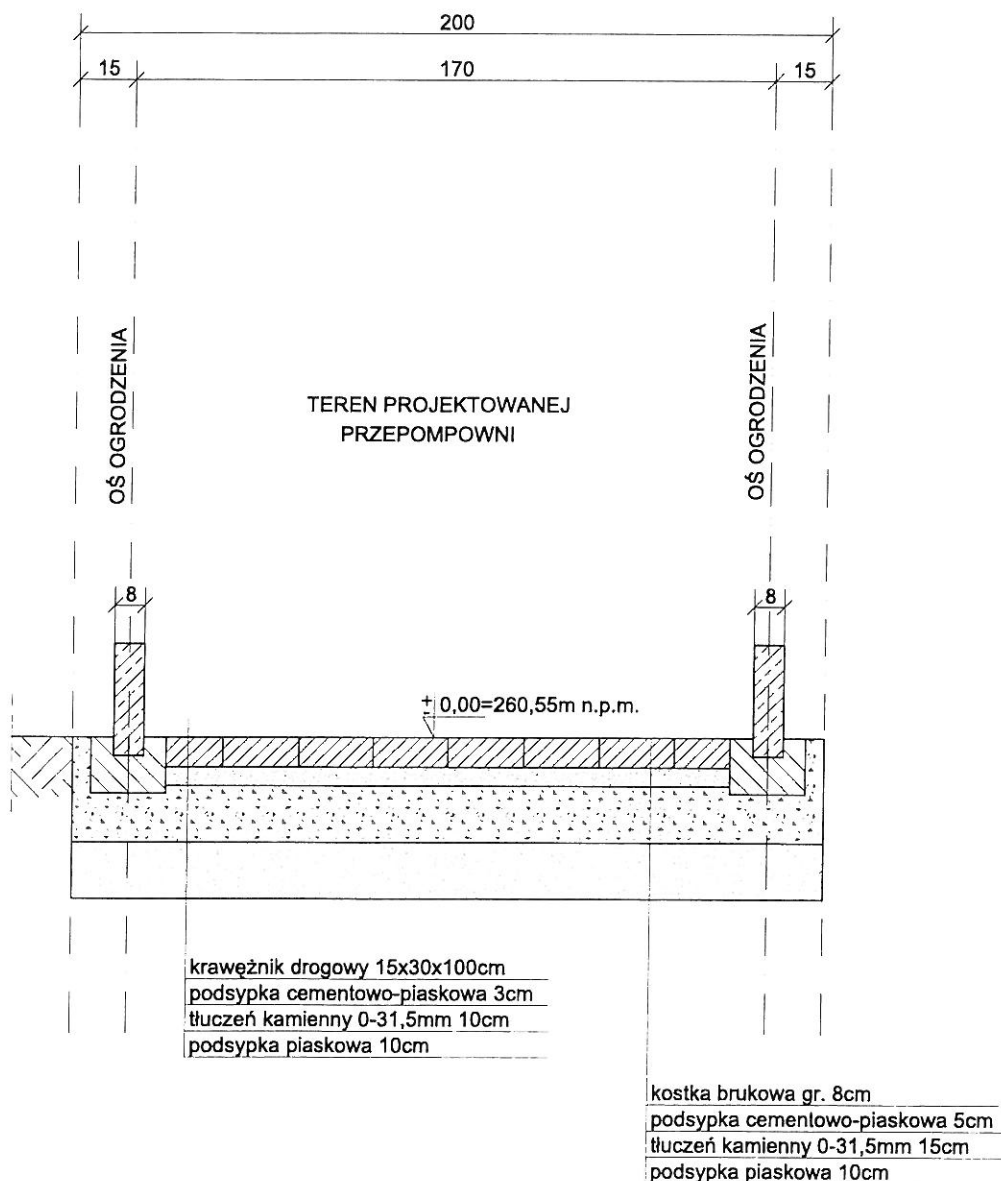 200
15 170 15
OŚ OGRODZENIA
OŚ OGRODZENIA
TEREN PROJEKTOWANEJ
PRZEPOMPOWNI
8
8
± 0,00=260,55m n.p.m.
krawężnik drogowy 15x30x100cm
podsypka cementowo-piaskowa 3cm
tłuczeń kamienny 0-31,5mm 10cm
podsypka piaskowa 10cm
kostka brukowa gr. 8cm
podsypka cementowo-piaskowa 5cm
tłuczeń kamienny 0-31,5mm 15cm
podsypka piaskowa 10cm